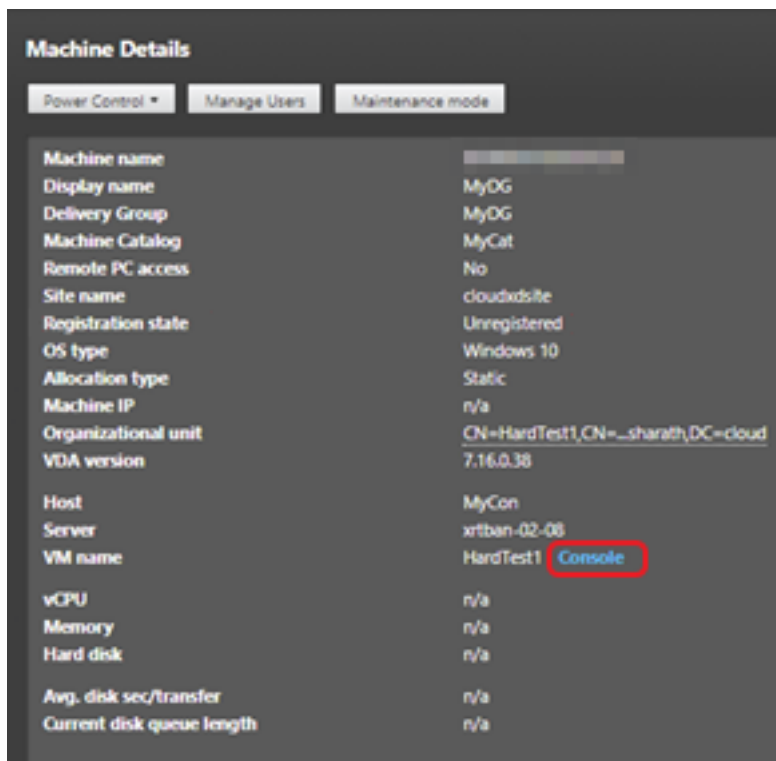 Machine Details
Power Control Manage Users Maintenance mode
Machine name
Display name MyDG
Delivery Group MyDG
Machine Catalog MyCat
Remote PC access No
Site name cloudxdsite
Registration state Unregistered
OS type Windows 10
Allocation type Static
Machine IP n/a
Organizational unit CN=HardTest1,CN=...sharath,DC=cloud
VDA version 7.16.0.38
Host MyCon
Server xrtban-02-08
VM name HardTest1 Console
vCPU n/a
Memory n/a
Hard disk n/a
Avg. disk sec/transfer n/a
Current disk queue length n/a